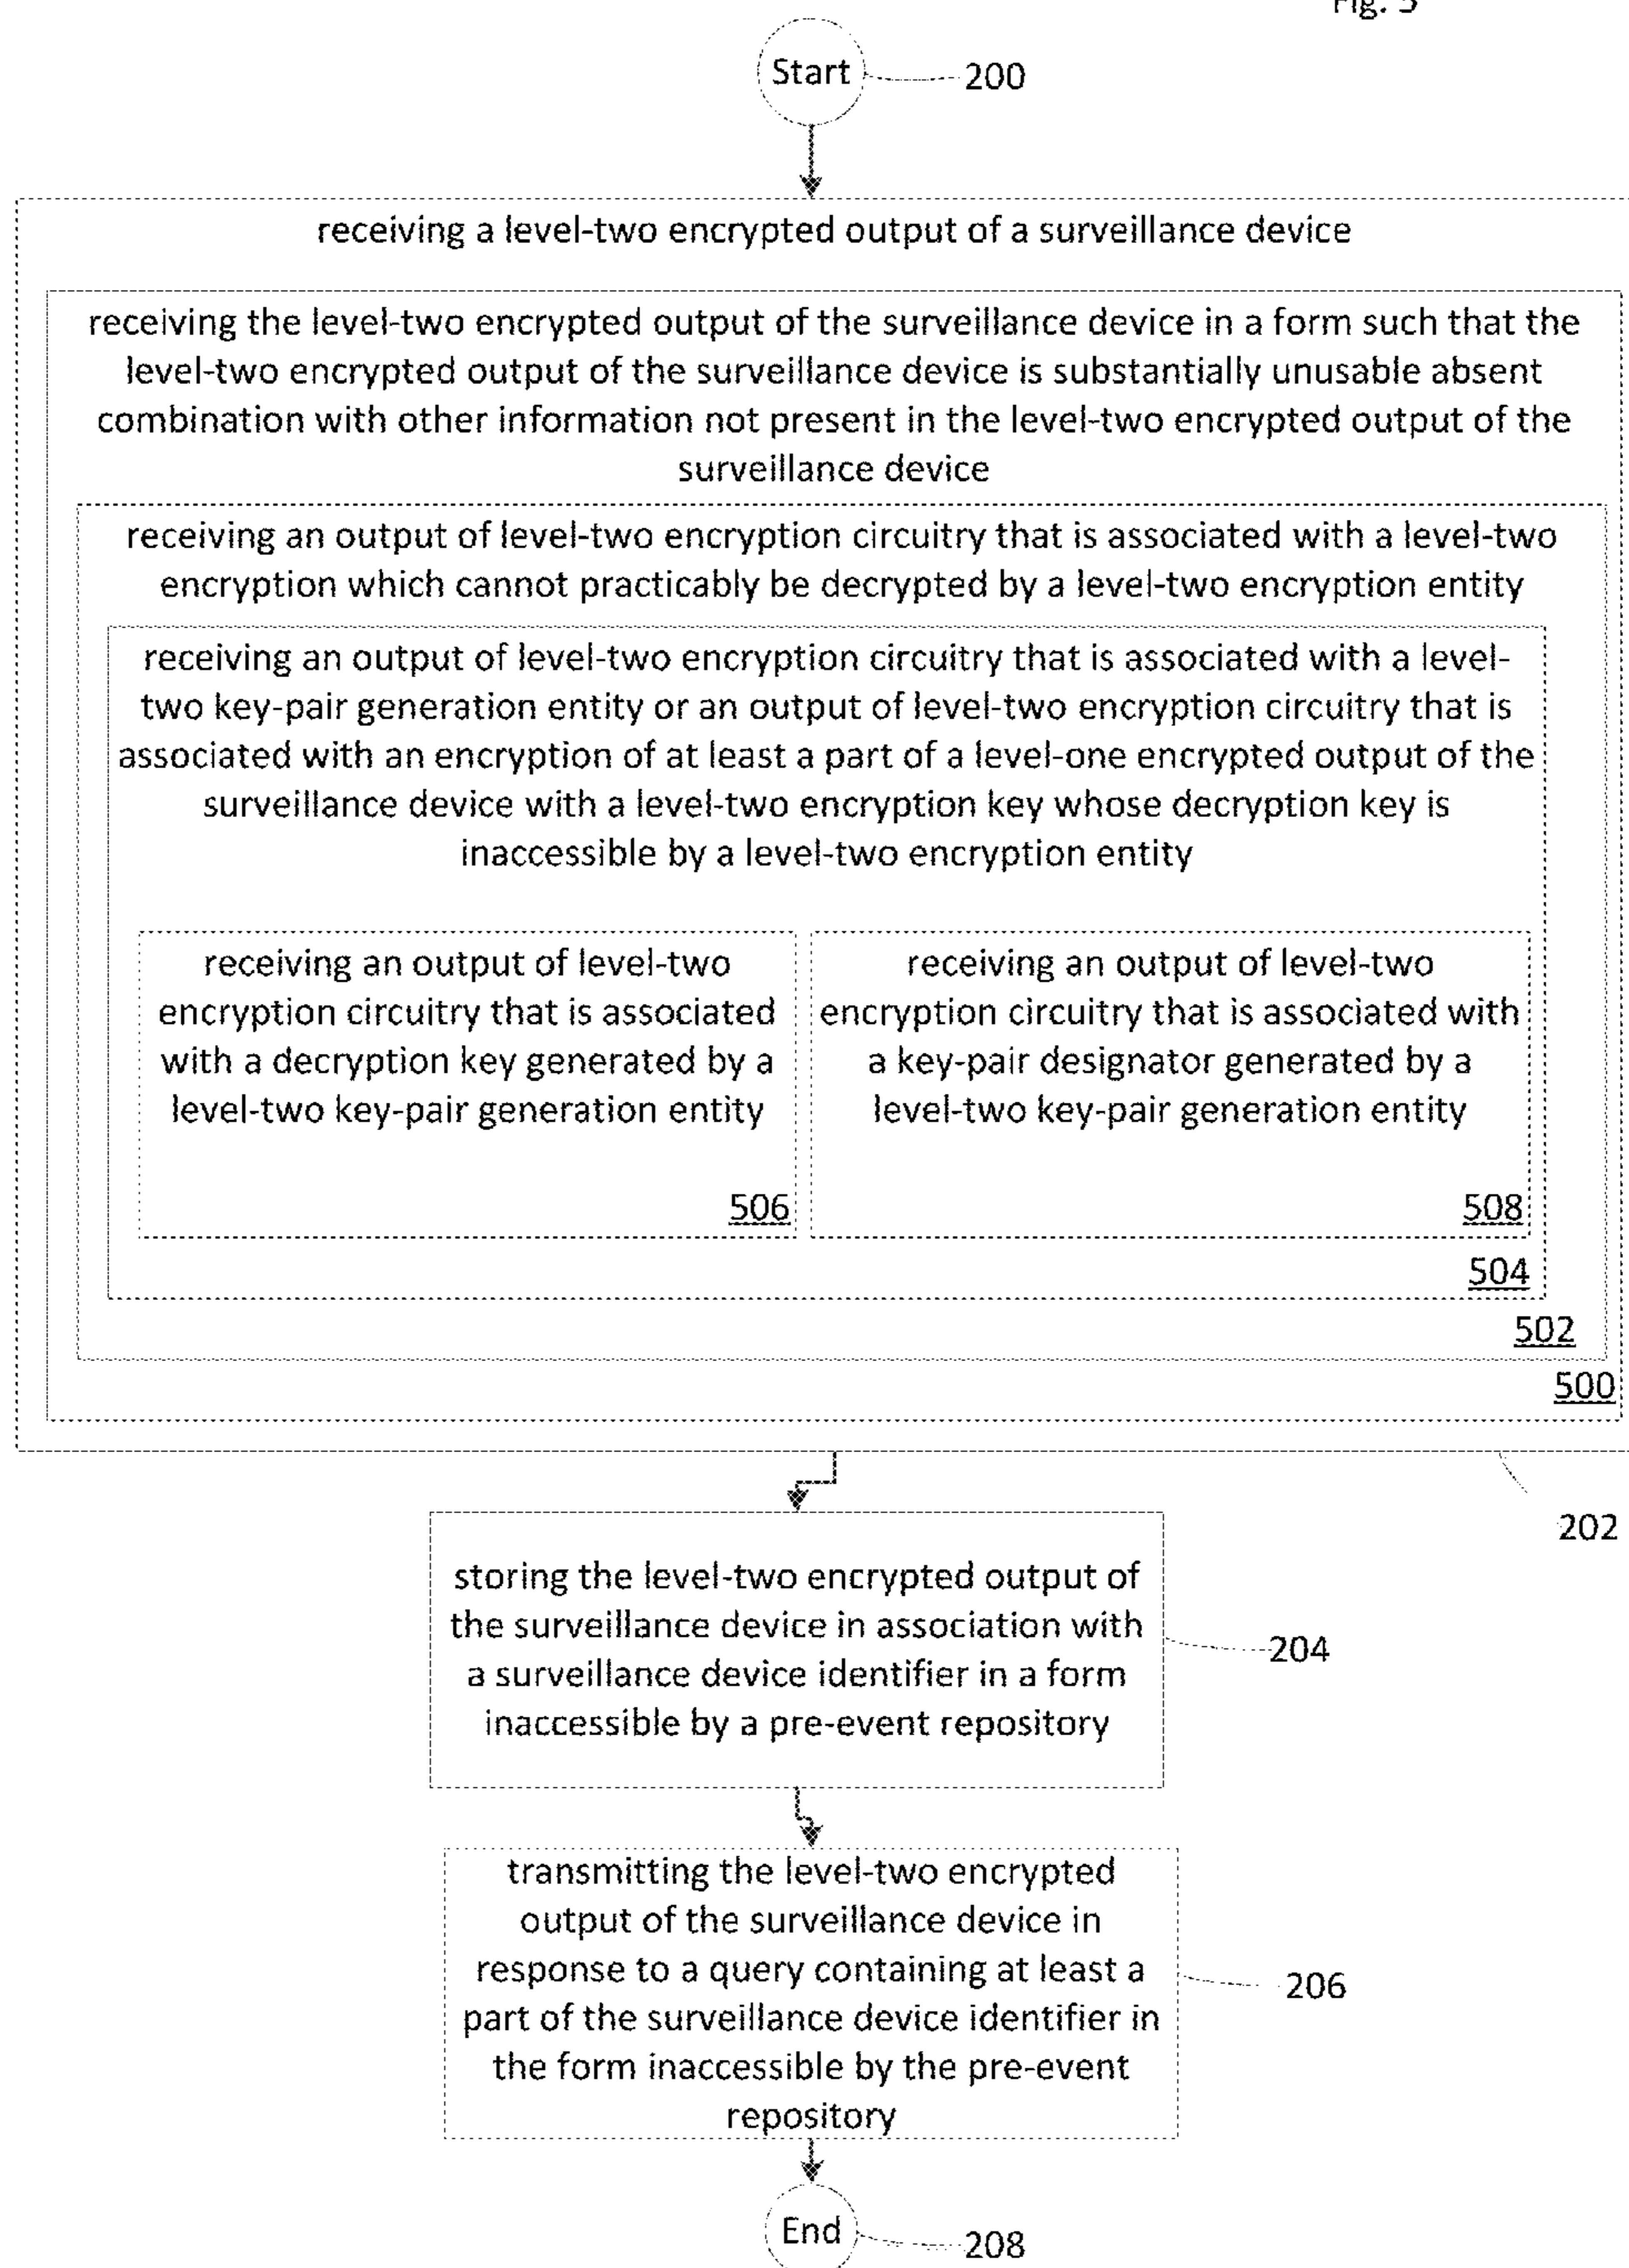 Fig. 5
Start
200
receiving a level-two encrypted output of a surveillance device
receiving the level-two encrypted output of the surveillance device in a form such that the
level-two encrypted output of the surveillance device is substantially unusable absent
combination with other information not present in the level-two encrypted output of the
surveillance device
receiving an output of level-two encryption circuitry that is associated with a level-two
encryption which cannot practicably be decrypted by a level-two encryption entity
receiving an output of level-two encryption circuitry that is associated with a level-
two key-pair generation entity or an output of level-two encryption circuitry that is
associated with an encryption of at least a part of a level-one encrypted output of the
surveillance device with a level-two encryption key whose decryption key is
inaccessible by a level-two encryption entity
receiving an output of level-two
encryption circuitry that is associated
with a decryption key generated by a
level-two key-pair generation entity
506
receiving an output of level-two
encryption circuitry that is associated with
a key-pair designator generated by a
level-two key-pair generation entity
508
504
502
500
202
storing the level-two encrypted output of
the surveillance device in association with
a surveillance device identifier in a form
inaccessible by a pre-event repository
204
transmitting the level-two encrypted
output of the surveillance device in
response to a query containing at least a
part of the surveillance device identifier in
the form inaccessible by the pre-event
repository
206
End
208